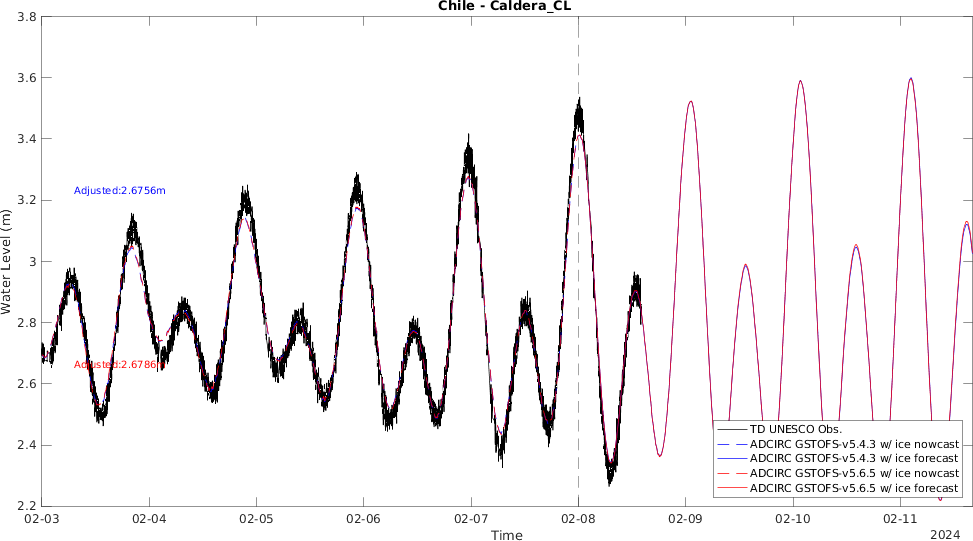 Chile - Caldera_CL
3.8
3.6
3.4
3.2
3
2.8
2.6
2.4
2.2
Water Level (m)
Adjusted:2.6756m
Adjusted:2.6786
TD UNESCO Obs.
ADCIRC GSTOFS-v5.4.3 w/ ice nowcast
ADCIRC GSTOFS-v5.4.3 w/ ice forecast
ADCIRC GSTOFS-v5.6.5 w/ ice nowcast
ADCIRC GSTOFS-v5.6.5 w/ ice forecast
02-03 02-04 02-05 02-06 02-07 02-08 02-09 02-10 02-11
Time
2024